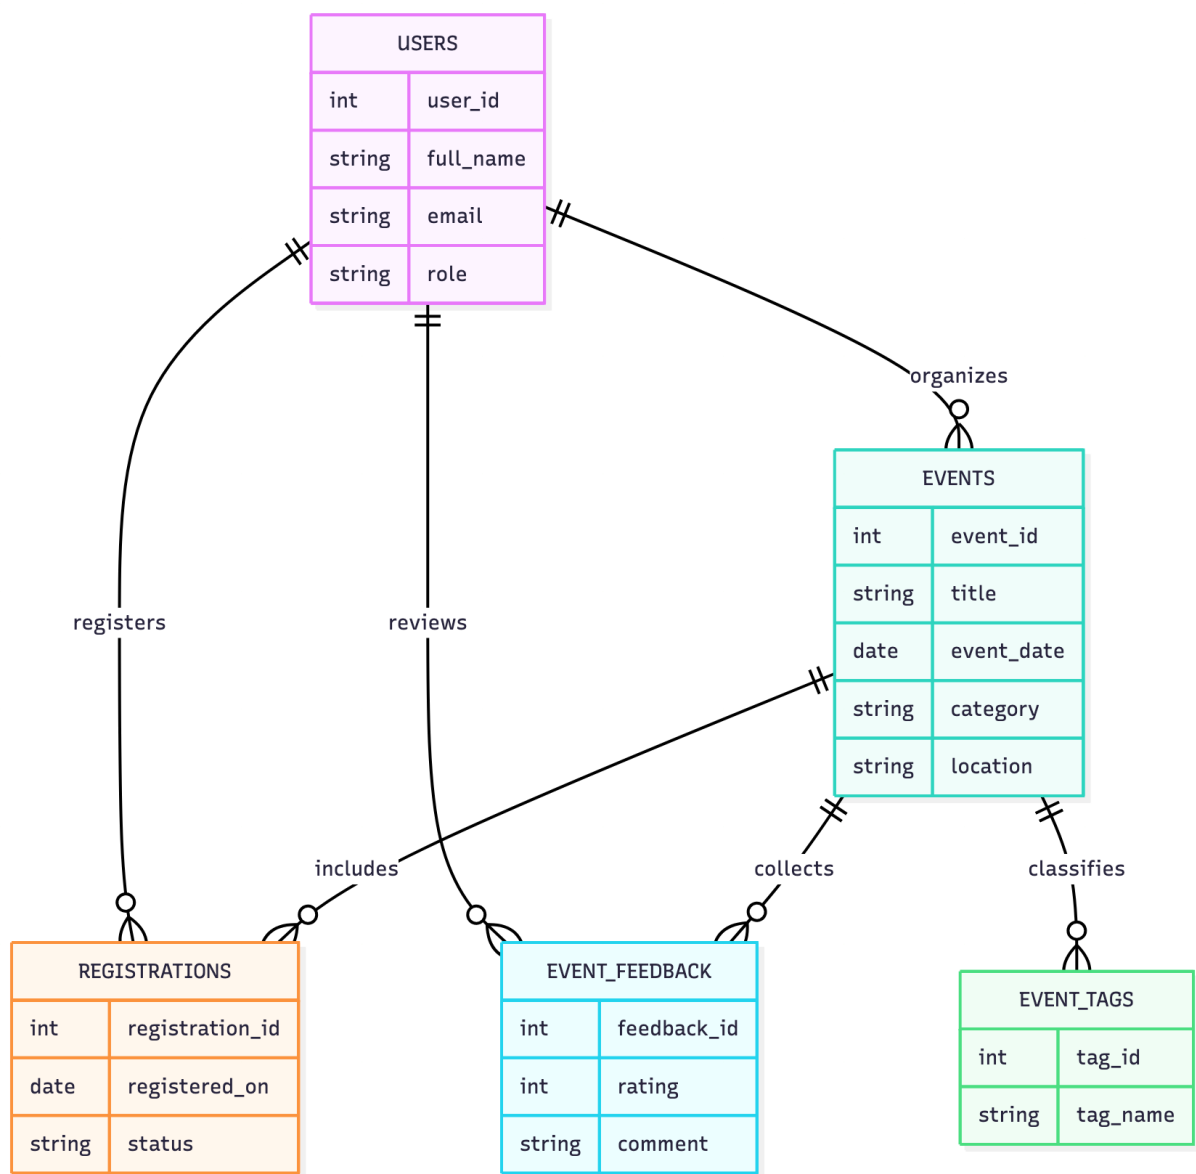 USERS
int user_id
string full_name
string email
string role
organizes
EVENTS
int event_id
string title
date event_date
string category
string location
registers
reviews
includes
collects
classifies
REGISTRATIONS
int registration_id
date registered_on
string status
EVENT_FEEDBACK
int feedback_id
int rating
string comment
EVENT_TAGS
int tag_id
string tag_name